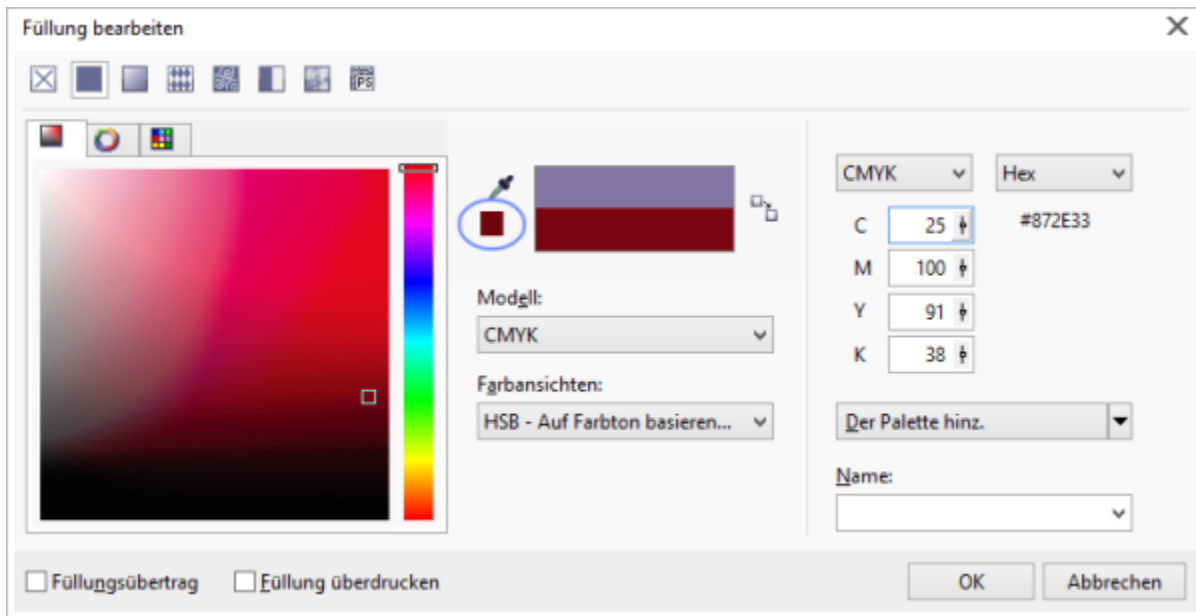 Füllung bearbeiten
PS
CMYK
Hex
C 25
#872E33
M 100
Y 91
K 38
Modell:
CMYK
Farbansichten:
HSB - Auf Farbton basieren...
Der Palette hinz.
Name:
Füllungsübertrag
Füllung überdrucken
OK
Abbrechen